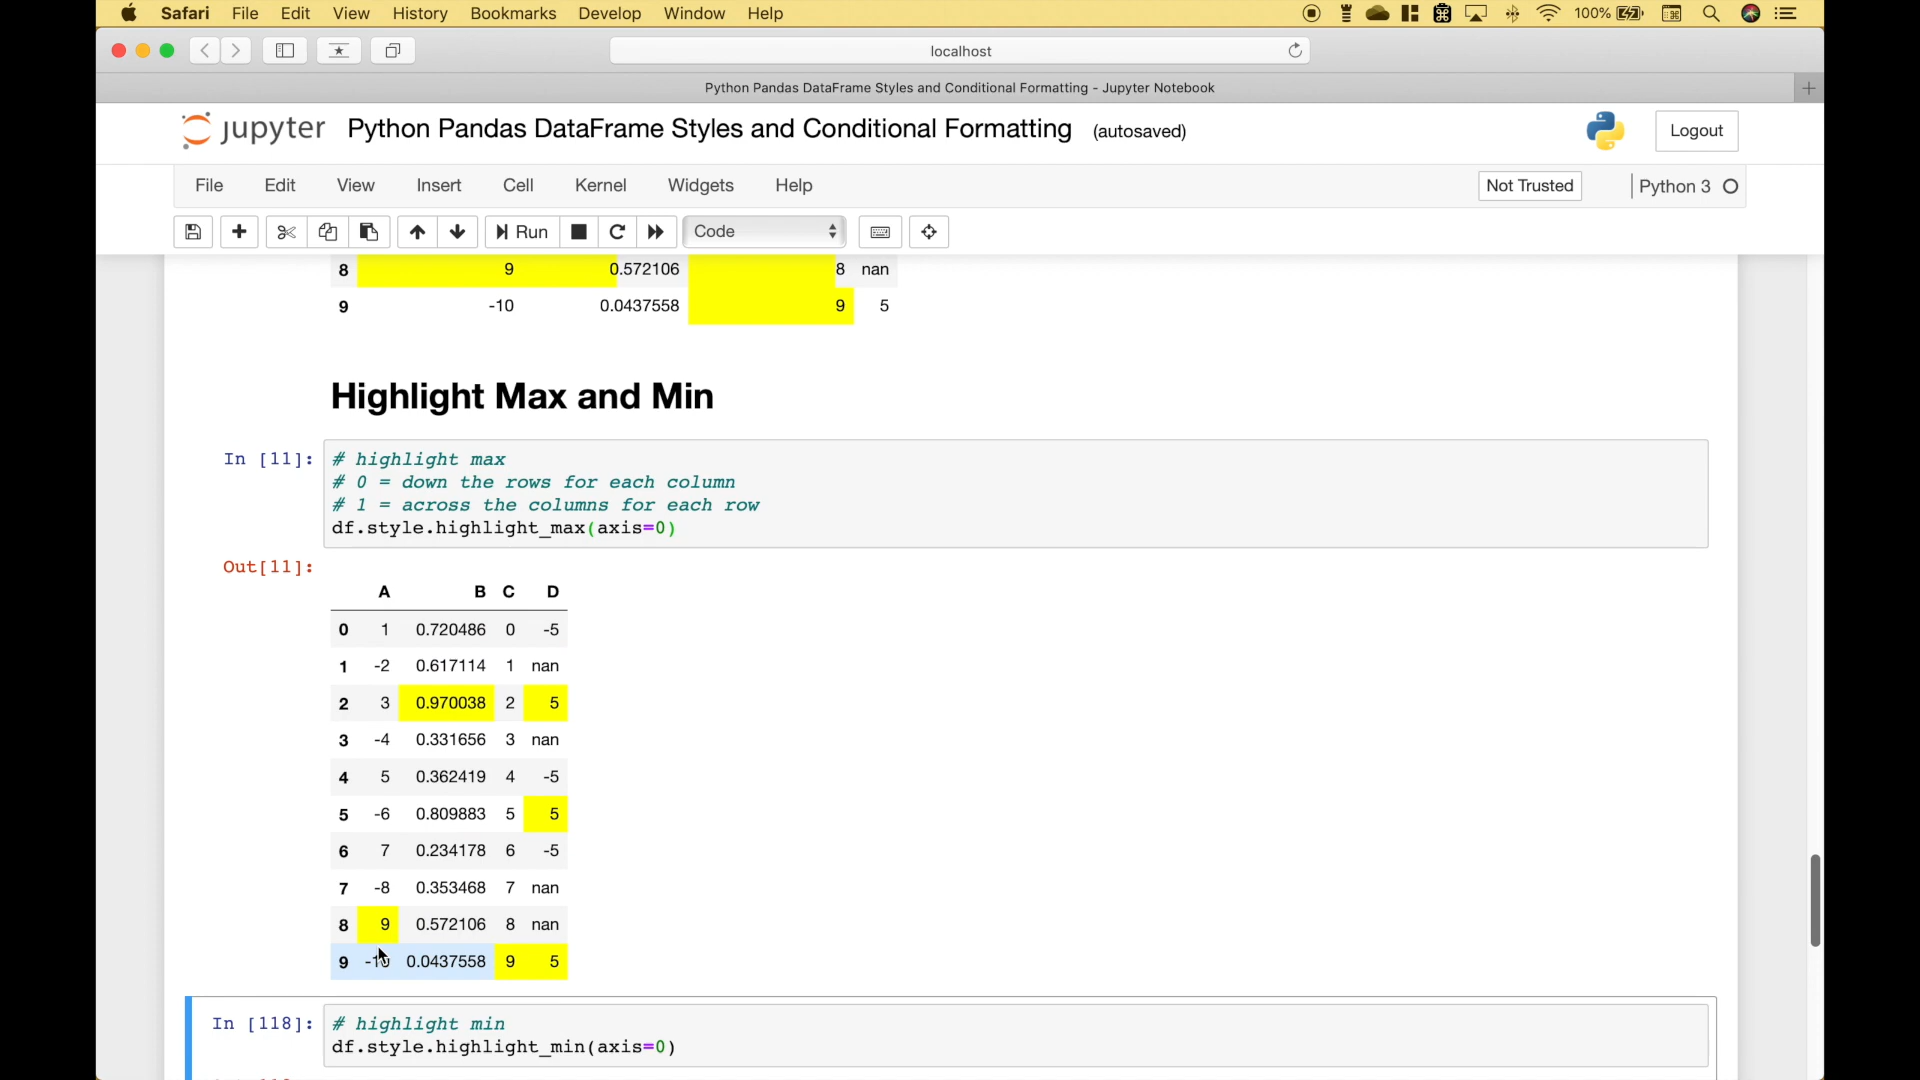 Safari File Edit View History Bookmarks Develop Window Help 100%
localhost
Python Pandas DataFrame Styles and Conditional Formatting - Jupyter Notebook
jupyter Python Pandas DataFrame Styles and Conditional Formatting (autosaved) Logout
File Edit View Insert Cell Kernel Widgets Help Not Trusted Python 3
Run Code
8 9 0.572106 8 nan
9 -10 0.0437558 9 5
Highlight Max and Min
In [11]: # highlight max
# 0 = down the rows for each column
# 1 = across the columns for each row
df.style.highlight_max(axis=0)
Out[11]:
A B C D
0 1 0.720486 0 -5
1 -2 0.617114 1 nan
2 3 0.970038 2 5
3 -4 0.331656 3 nan
4 5 0.362419 4 -5
5 -6 0.809883 5 5
6 7 0.234178 6 -5
7 -8 0.353468 7 nan
8 9 0.572106 8 nan
9 -10 0.0437558 9 5
In [118]: # highlight min
df.style.highlight_min(axis=0)